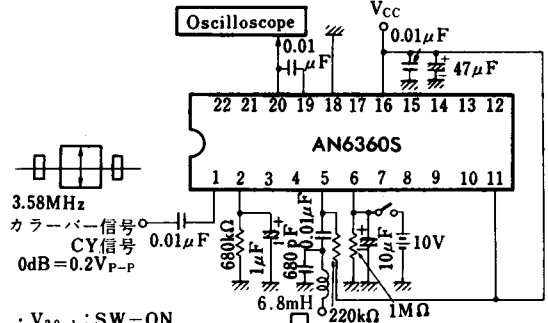 Oscilloscope
VCC
0.01
μF
0.01μF
47μF
22 21 20 19 18 17 16 15 14 13 12
AN6360S
1 2 3 4 5 6 7 8 9 10 11
3.58MHz
カラーバー信号
CY信号
0dB=0.2VP-P
0.01μF
680kΩ
1μF
680pF
0.01μF
10μF
10V
6.8mH
220kΩ
1MΩ
SW-ON